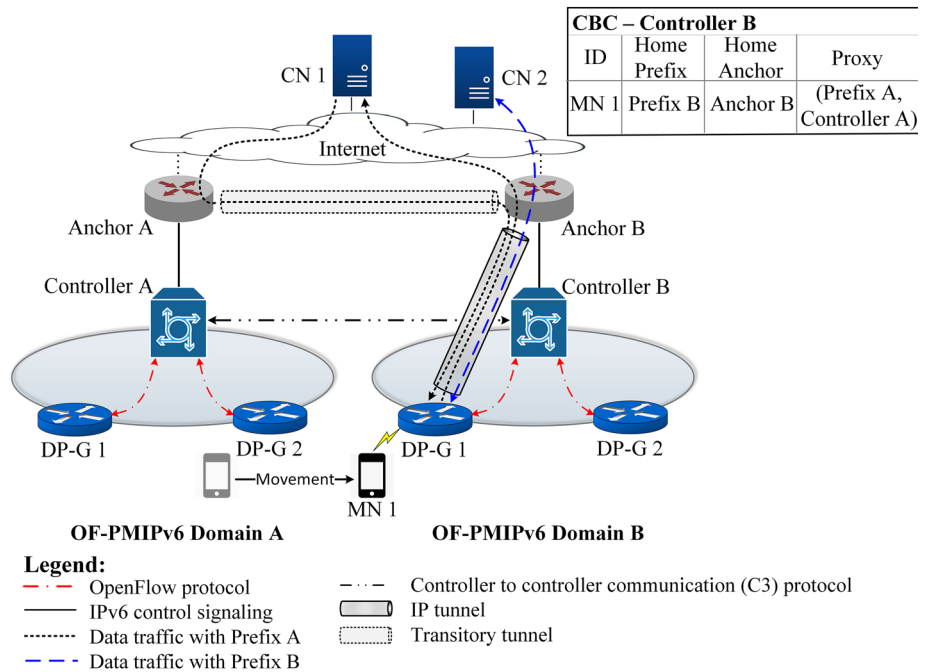 CBC – Controller B
ID
Home Prefix
Home Anchor
Proxy
MN 1
Prefix B
Anchor B
(Prefix A, Controller A)
CN 1
CN 2
Internet
Anchor A
Anchor B
Controller A
Controller B
DP-G 1
DP-G 2
DP-G 1
DP-G 2
Movement
MN 1
OF-PMIPv6 Domain A
OF-PMIPv6 Domain B
Legend:
OpenFlow protocol
IPv6 control signaling
Data traffic with Prefix A
Data traffic with Prefix B
Controller to controller communication (C3) protocol
IP tunnel
Transitory tunnel